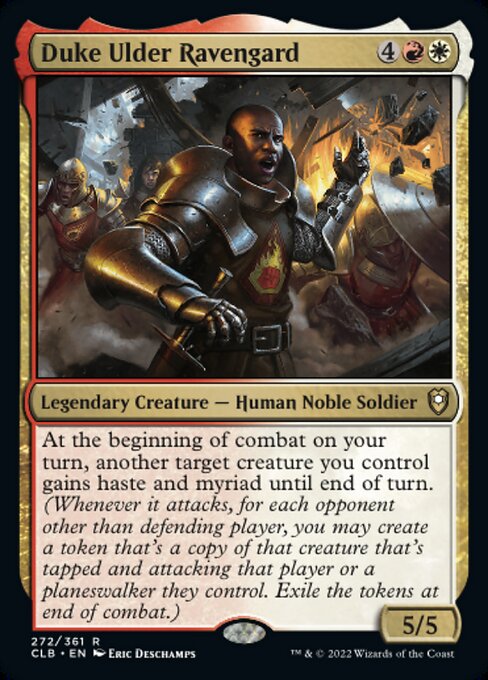 Duke Ulder Ravengard 4
Legendary Creature — Human Noble Soldier
At the beginning of combat on your
turn, another target creature you control
gains haste and myriad until end of turn.
(Whenever it attacks, for each opponent
other than defending player, you may create
a token that's a copy of that creature that's
tapped and attacking that player or a
planeswalker they control. Exile the tokens at
end of combat.)
5/5
272/361 R
CLB • EN Eric Deschamps
™ & © 2022 Wizards of the Coast